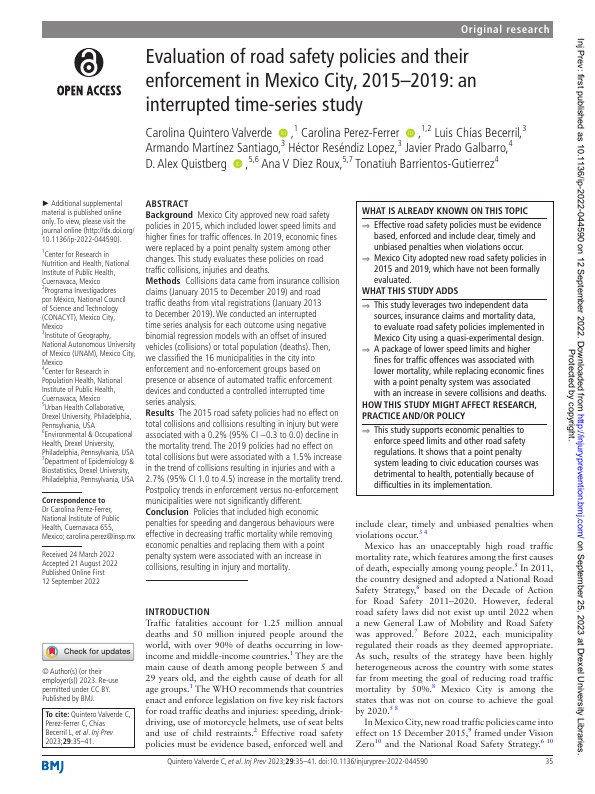 Original research
Evaluation of road safety policies and their
enforcement in Mexico City, 2015–2019: an
interrupted time-series study
OPEN ACCESS
Carolina Quintero Valverde ,1 Carolina Perez-Ferrer ,1,2 Luis Chías Becerril,3
Armando Martínez Santiago,3 Héctor Reséndiz Lopez,3 Javier Prado Galbarro,4
D. Alex Quistberg ,5,6 Ana V Diez Roux,5,7 Tonatiuh Barrientos-Gutierrez4
► Additional supplemental
material is published online
only. To view, please visit the
journal online (http://dx.doi.org/
10.1136/ip-2022-044590).
1Center for Research in
Nutrition and Health, National
Institute of Public Health,
Cuernavaca, Mexico
2Programa Investigadores
por México, National Council
of Science and Technology
(CONACYT), Mexico City,
Mexico
3Institute of Geography,
National Autonomous University
of Mexico (UNAM), Mexico City,
Mexico
4Center for Research in
Population Health, National
Institute of Public Health,
Cuernavaca, Mexico
5Urban Health Collaborative,
Drexel University, Philadelphia,
Pennsylvania, USA
6Environmental & Occupational
Health, Drexel University,
Philadelphia, Pennsylvania, USA
7Department of Epidemiology &
Biostatistics, Drexel University,
Philadelphia, Pennsylvania, USA
Correspondence to
Dr Carolina Perez-Ferrer,
National Institute of Public
Health, Cuernavaca 655,
Mexico; carolina.perez@insp.mx
Received 24 March 2022
Accepted 21 August 2022
Published Online First
12 September 2022
Check for updates
© Author(s) (or their
employer(s)) 2023. Re-use
permitted under CC BY.
Published by BMJ.
To cite: Quintero Valverde C,
Perez-Ferrer C, Chias
Becerril L, et al. Inj Prev
2023;29:35–41.
ABSTRACT
Background Mexico City approved new road safety
policies in 2015, which included lower speed limits and
higher fines for traffic offences. In 2019, economic fines
were replaced by a point penalty system among other
changes. This study evaluates these policies on road
traffic collisions, injuries and deaths.
Methods Collisions data came from insurance collision
claims (January 2015 to December 2019) and road
traffic deaths from vital registrations (January 2013
to December 2019). We conducted an interrupted
time series analysis for each outcome using negative
binomial regression models with an offset of insured
vehicles (collisions) or total population (deaths). Then,
we classified the 16 municipalities in the city into
enforcement and no-enforcement groups based on
presence or absence of automated traffic enforcement
devices and conducted a controlled interrupted time
series analysis.
Results The 2015 road safety policies had no effect on
total collisions and collisions resulting in injury but were
associated with a 0.2% (95% CI −0.3 to 0.0) decline in
the mortality trend. The 2019 policies had no effect on
total collisions but were associated with a 1.5% increase
in the trend of collisions resulting in injuries and with a
2.7% (95% CI 1.0 to 4.5) increase in the mortality trend.
Postpolicy trends in enforcement versus no-enforcement
municipalities were not significantly different.
Conclusion Policies that included high economic
penalties for speeding and dangerous behaviours were
effective in decreasing traffic mortality while removing
economic penalties and replacing them with a point
penalty system were associated with an increase in
collisions, resulting in injury and mortality.
INTRODUCTION
Traffic fatalities account for 1.25 million annual
deaths and 50 million injured people around the
world, with over 90% of deaths occurring in low-
income and middle-income countries.1 They are the
main cause of death among people between 5 and
29 years old, and the eighth cause of death for all
age groups.1 The WHO recommends that countries
enact and enforce legislation on five key risk factors
for road traffic deaths and injuries: speeding, drink-
driving, use of motorcycle helmets, use of seat belts
and use of child restraints.2 Effective road safety
policies must be evidence based, enforced well and
WHAT IS ALREADY KNOWN ON THIS TOPIC
⇒ Effective road safety policies must be evidence
based, enforced and include clear, timely and
unbiased penalties when violations occur.
⇒ Mexico City adopted new road safety policies in
2015 and 2019, which have not been formally
evaluated.
WHAT THIS STUDY ADDS
⇒ This study leverages two independent data
sources, insurance claims and mortality data,
to evaluate road safety policies implemented in
Mexico City using a quasi-experimental design.
⇒ A package of lower speed limits and higher
fines for traffic offences was associated with
lower mortality, while replacing economic fines
with a point penalty system was associated
with an increase in severe collisions and deaths.
HOW THIS STUDY MIGHT AFFECT RESEARCH,
PRACTICE AND/OR POLICY
⇒ This study supports economic penalties to
enforce speed limits and other road safety
regulations. It shows that a point penalty
system leading to civic education courses was
detrimental to health, potentially because of
difficulties in its implementation.
include clear, timely and unbiased penalties when
violations occur.3 4
Mexico has an unacceptably high road traffic
mortality rate, which features among the first causes
of death, especially among young people.5 In 2011,
the country designed and adopted a National Road
Safety Strategy,6 based on the Decade of Action
for Road Safety 2011–2020. However, federal
road safety laws did not exist up until 2022 when
a new General Law of Mobility and Road Safety
was approved.7 Before 2022, each municipality
regulated their roads as they deemed appropriate.
As such, results of the strategy have been highly
heterogeneous across the country with some states
far from meeting the goal of reducing road traffic
mortality by 50%.8 Mexico City is among the
states that was not on course to achieve the goal
by 2020.3 8
In Mexico City, new road traffic policies came into
effect on 15 December 2015,9 framed under Vision
Zero10 and the National Road Safety Strategy.6 10
BMJ
Quintero Valverde C, et al. Inj Prev 2023;29:35–41. doi:10.1136/injuryprev-2022-044590
35
Inj Prev: first published as 10.1136/ip-2022-044590 on 12 September 2022. Downloaded from http://injuryprevention.bmj.com/ on September 25, 2023 at Drexel University Libraries.
Protected by copyright.